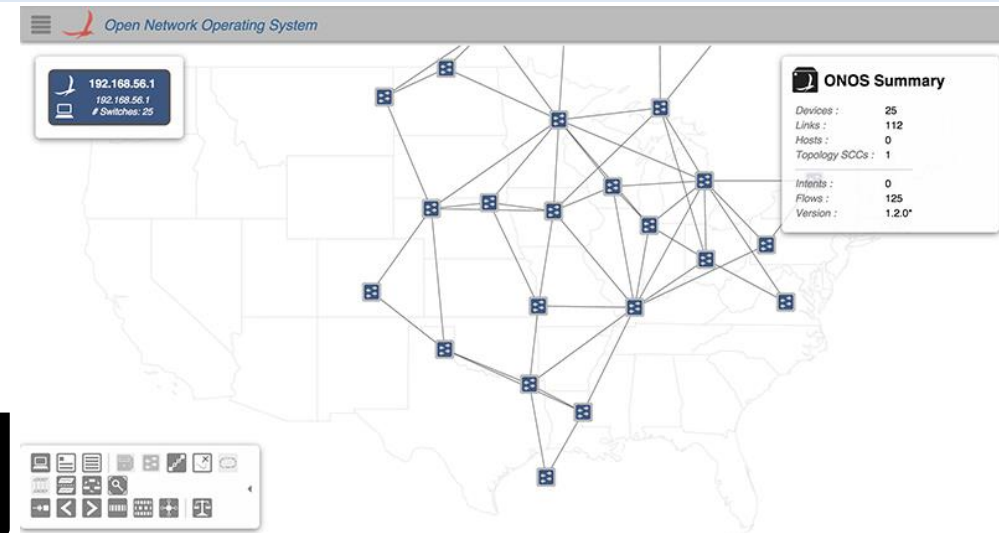 Open Network Operating System
192.168.56.1
192.168.56.1
# Switches: 25
ONOS Summary
Devices : 25
Links : 112
Hosts : 0
Topology SCCs : 1
Intents : 0
Flows : 125
Version : 1.2.0*